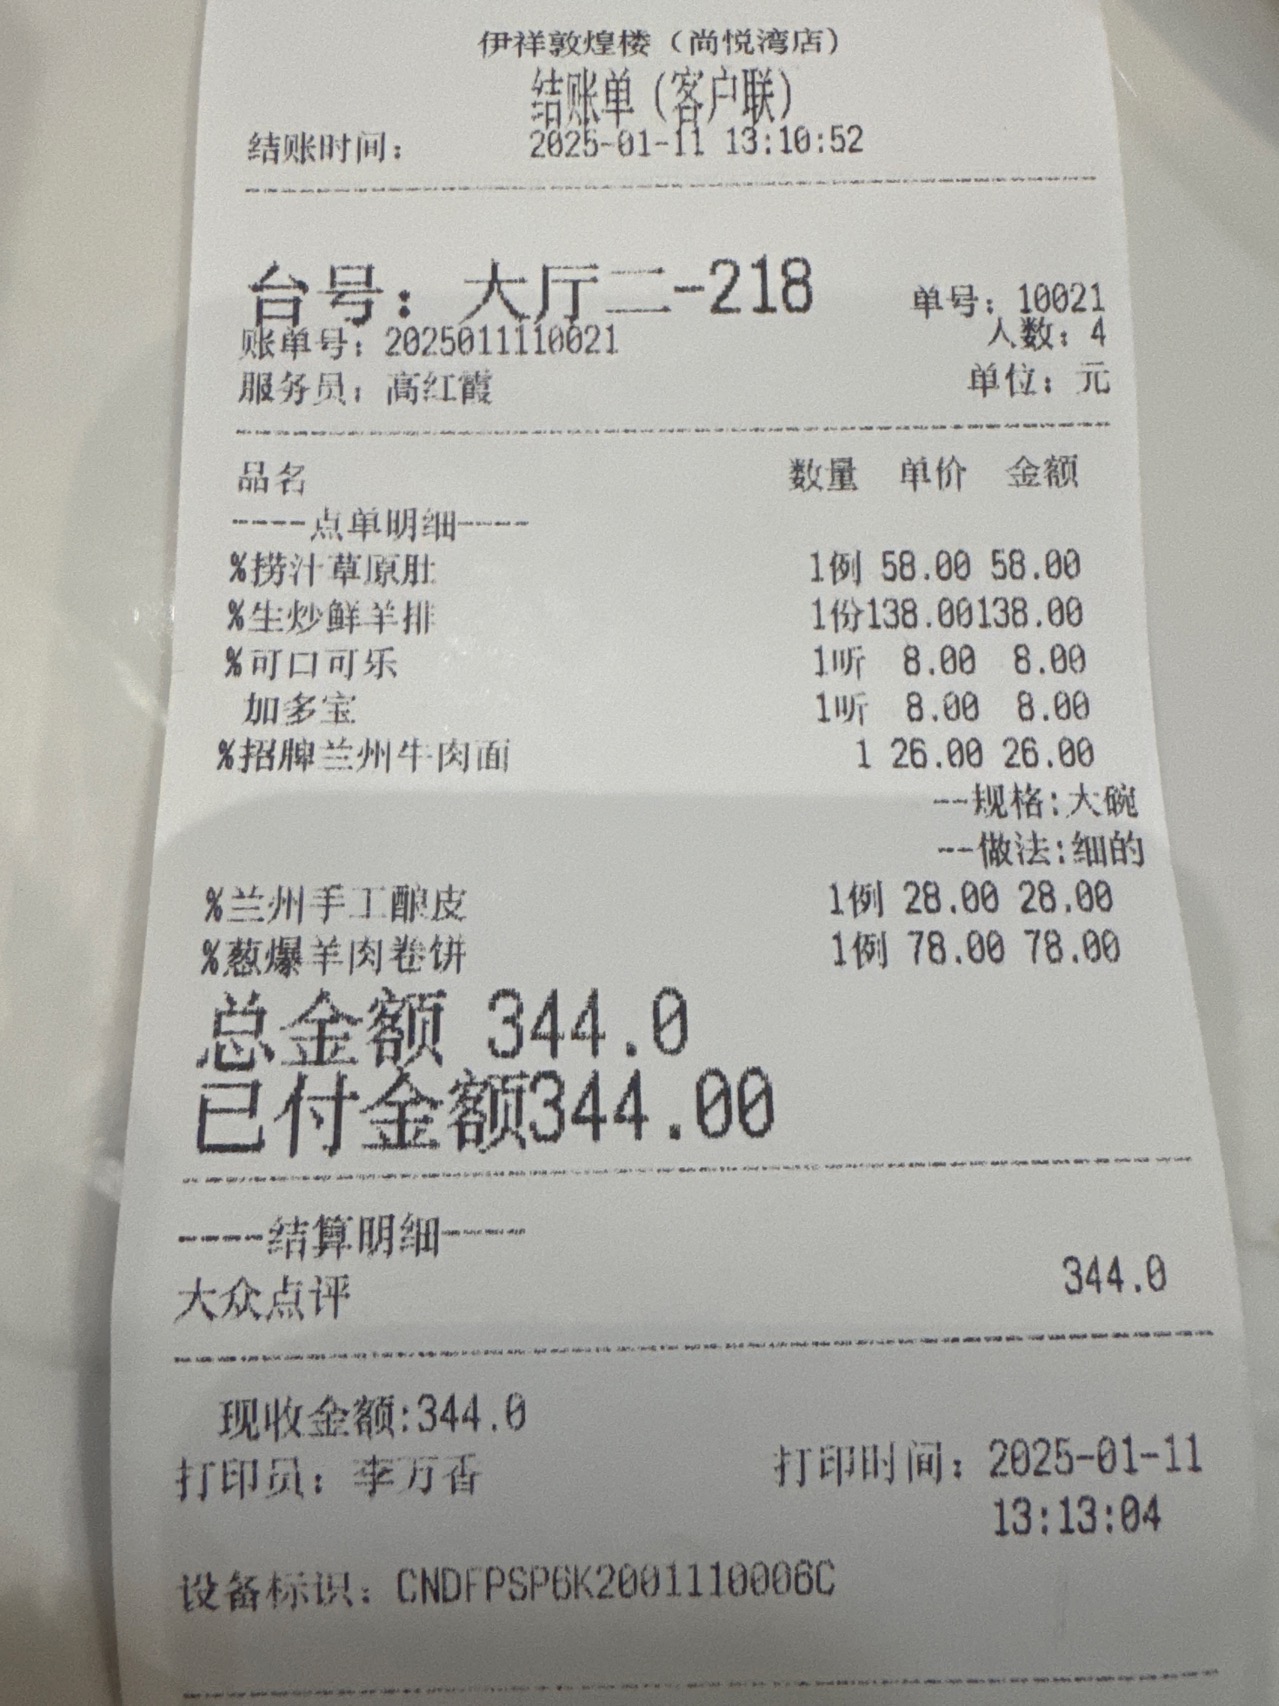 伊祥敦煌楼（尚悦湾店）
结账单（客户联）
结账时间： 2025-01-11 13:10:52
台号：大厅二-218 单号：10021
账单号：2025011110021 人数：4
服务员：高红霞 单位：元
品名 数量 单价 金额
----点单明细----
%捞汁草原肚 1例 58.00 58.00
%生炒鲜羊排 1份138.00138.00
%可口可乐 1听 8.00 8.00
加多宝 1听 8.00 8.00
%招牌兰州牛肉面 1 26.00 26.00
--规格:大碗
--做法:细的
%兰州手工酿皮 1例 28.00 28.00
%葱爆羊肉卷饼 1例 78.00 78.00
总金额 344.0
已付金额344.00
----结算明细----
大众点评 344.0
现收金额:344.0
打印员：李万香 打印时间：2025-01-11
13:13:04
设备标识：CNDFPSP6K2001110006C